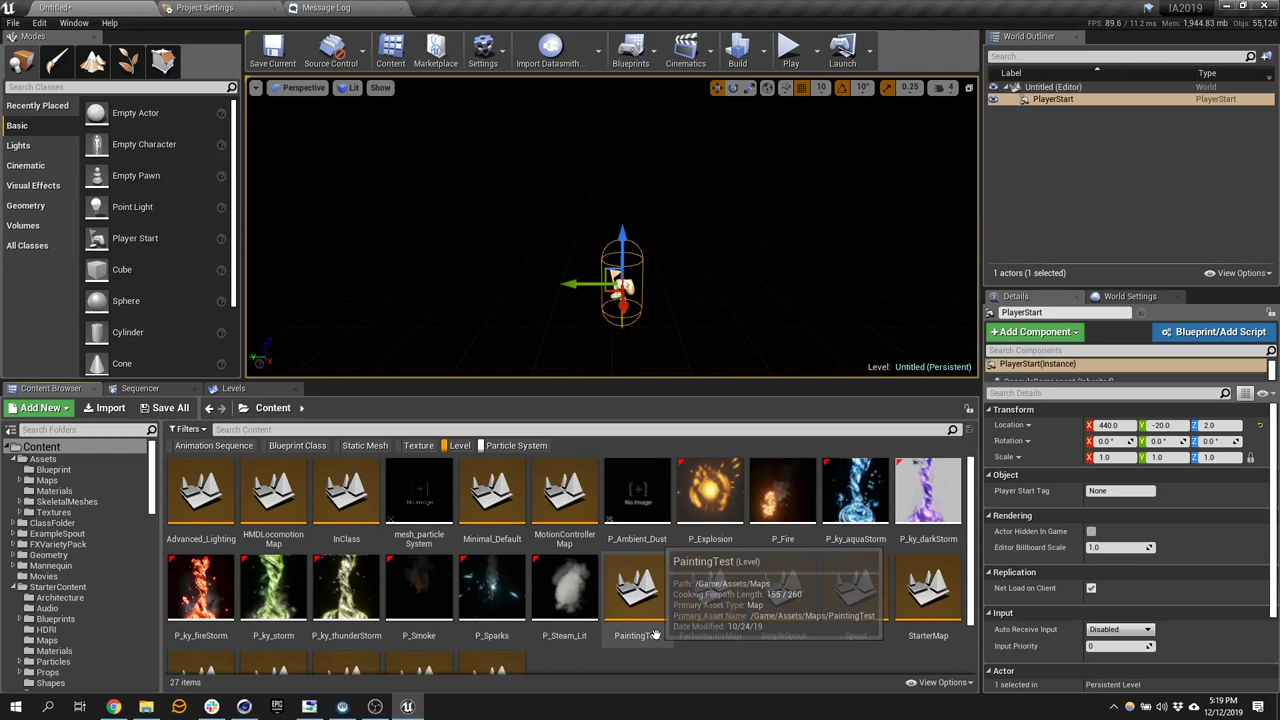 Untitled*
Project Settings
Message Log
IA2019
File Edit Window Help
FPS: 89.6 / 11.2 ms, Mem: 1,944.83 mb, Objs: 55,126
Modes
Search Classes
Recently Placed
Basic
Lights
Cinematic
Visual Effects
Geometry
Volumes
All Classes
Empty Actor
Empty Character
Empty Pawn
Point Light
Player Start
Cube
Sphere
Cylinder
Cone
Save Current
Source Control
Content
Marketplace
Settings
Import Datasmith...
Blueprints
Cinematics
Build
Play
Launch
Perspective Lit Show
10 10° 0.25 4
Level: Untitled (Persistent)
World Outliner
Search...
Label Type
Untitled (Editor) World
PlayerStart PlayerStart
1 actors (1 selected)
View Options
Details
World Settings
PlayerStart
+Add Component
Blueprint/Add Script
Search Components
PlayerStart(Instance)
Search Details
Transform
Location X 440.0 Y -20.0 Z 2.0
Rotation X 0.0° Y 0.0° Z 0.0°
Scale X 1.0 Y 1.0 Z 1.0
Object
Player Start Tag None
Rendering
Actor Hidden In Game
Editor Billboard Scale 1.0
Replication
Net Load on Client
Input
Auto Receive Input Disabled
Input Priority 0
Actor
1 selected in Persistent Level
Content Browser
Sequencer
Levels
Add New Import Save All Content
Search Folders
Filters Search Content
Animation Sequence Blueprint Class Static Mesh Texture Level Particle System
Content
Assets
Blueprint
Maps
Materials
SkeletalMeshes
Textures
ClassFolder
ExampleSpout
FXVarietyPack
Geometry
Mannequin
Movies
StarterContent
Architecture
Audio
Blueprints
HDRI
Maps
Materials
Particles
Props
Shapes
No Image
No Image
Advanced_Lighting
HMDLocomotion
Map
InClass
mesh_particle
System
Minimal_Default
MotionController
Map
P_Ambient_Dust
P_Explosion
P_Fire
P_ky_aquaStorm
P_ky_darkStorm
P_ky_fireStorm
P_ky_storm
P_ky_thunderStorm
P_Smoke
P_Sparks
P_Steam_Lit
PerformanceMap
SimpleSpout
Spout
StarterMap
PaintingTest (Level)
Path: /Game/Assets/Maps
Cooking Filepath Length: 155 / 260
Primary Asset Type: Map
Primary Asset Name: /Game/Assets/Maps/PaintingTest
Date Modified: 10/24/19
27 items
View Options
EPIC
5:19 PM
12/12/2019